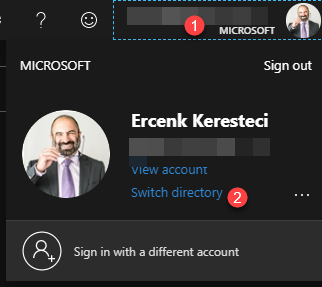 ?
1
MICROSOFT
MICROSOFT
Sign out
Ercenk Keresteci
View account
Switch directory
2
...
Sign in with a different account